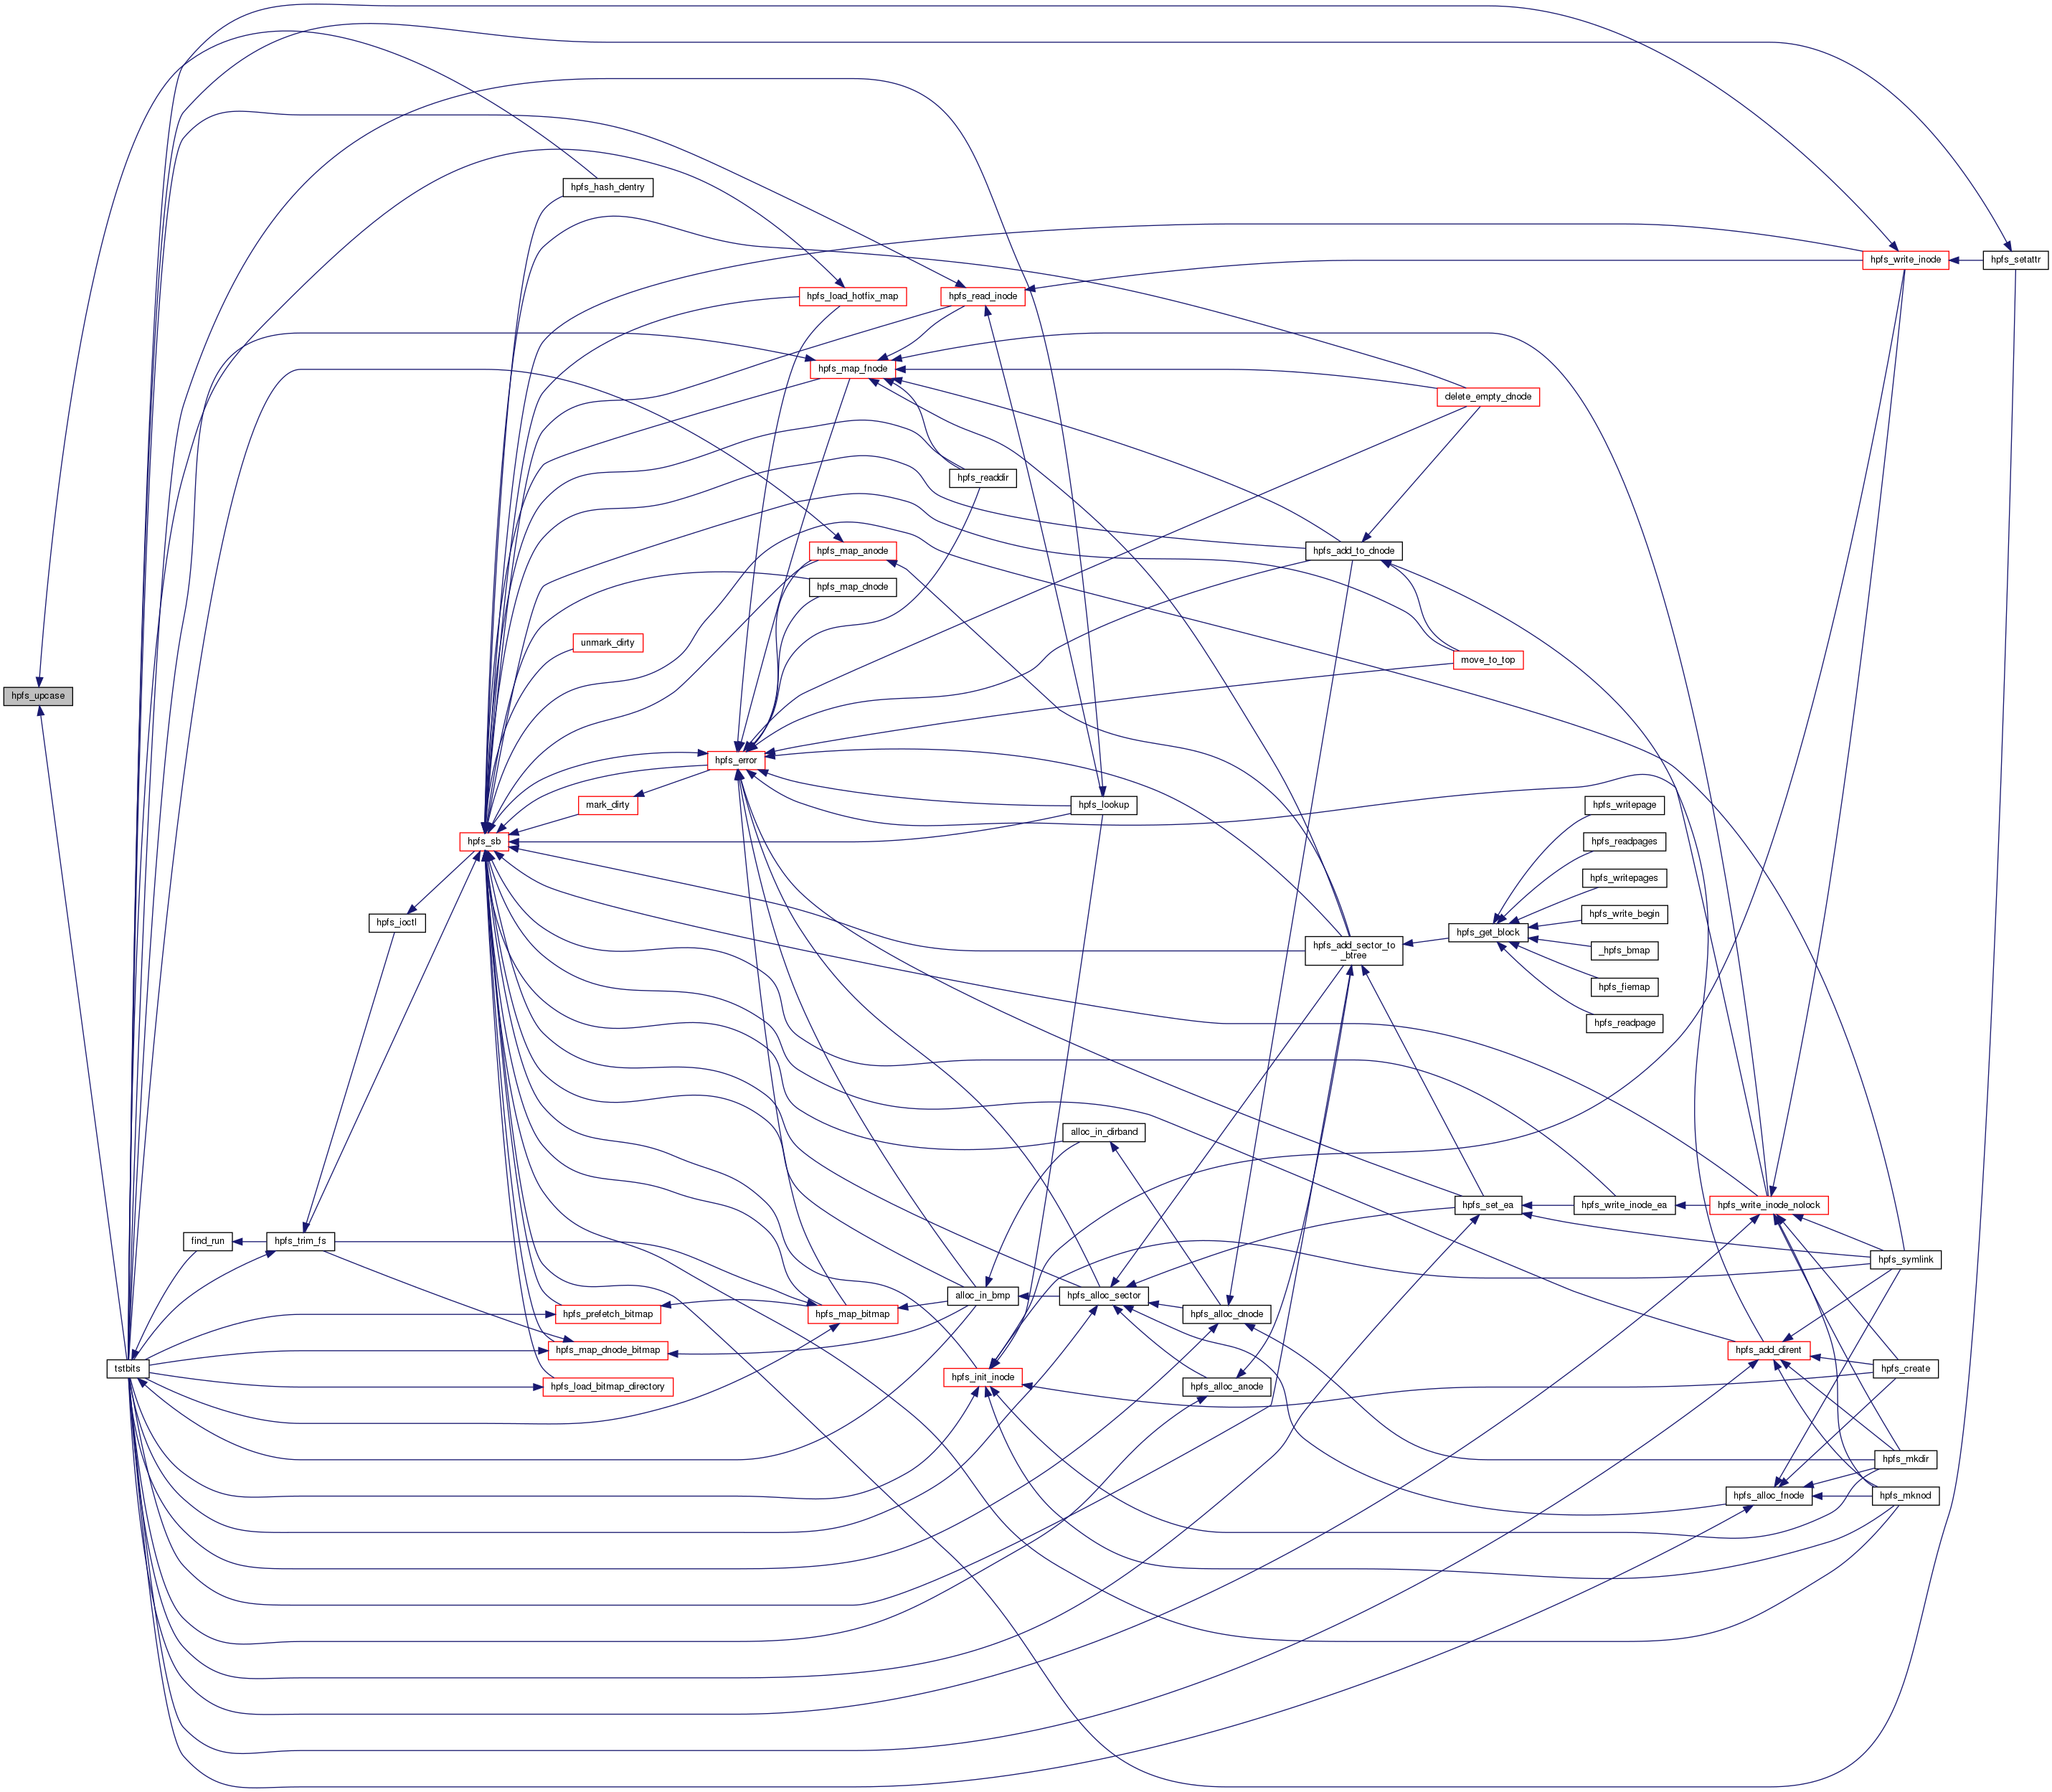 hpfs_hash_dentry
hpfs_write_inode
hpfs_setattr
hpfs_load_hotfix_map
hpfs_read_inode
hpfs_map_fnode
delete_empty_dnode
hpfs_readdir
hpfs_map_anode
hpfs_add_to_dnode
hpfs_map_dnode
unmark_dirty
move_to_top
hpfs_upcase
hpfs_error
mark_dirty
hpfs_lookup
hpfs_writepage
hpfs_sb
hpfs_readpages
hpfs_writepages
hpfs_ioctl
hpfs_write_begin
hpfs_get_block
hpfs_add_sector_to
_btree
_hpfs_bmap
hpfs_fiemap
hpfs_readpage
alloc_in_dirband
hpfs_set_ea
hpfs_write_inode_ea
hpfs_write_inode_nolock
find_run
hpfs_trim_fs
hpfs_symlink
alloc_in_bmp
hpfs_alloc_sector
hpfs_prefetch_bitmap
hpfs_map_bitmap
hpfs_alloc_dnode
hpfs_map_dnode_bitmap
hpfs_add_dirent
tstbits
hpfs_create
hpfs_init_inode
hpfs_load_bitmap_directory
hpfs_alloc_anode
hpfs_mkdir
hpfs_alloc_fnode
hpfs_mknod